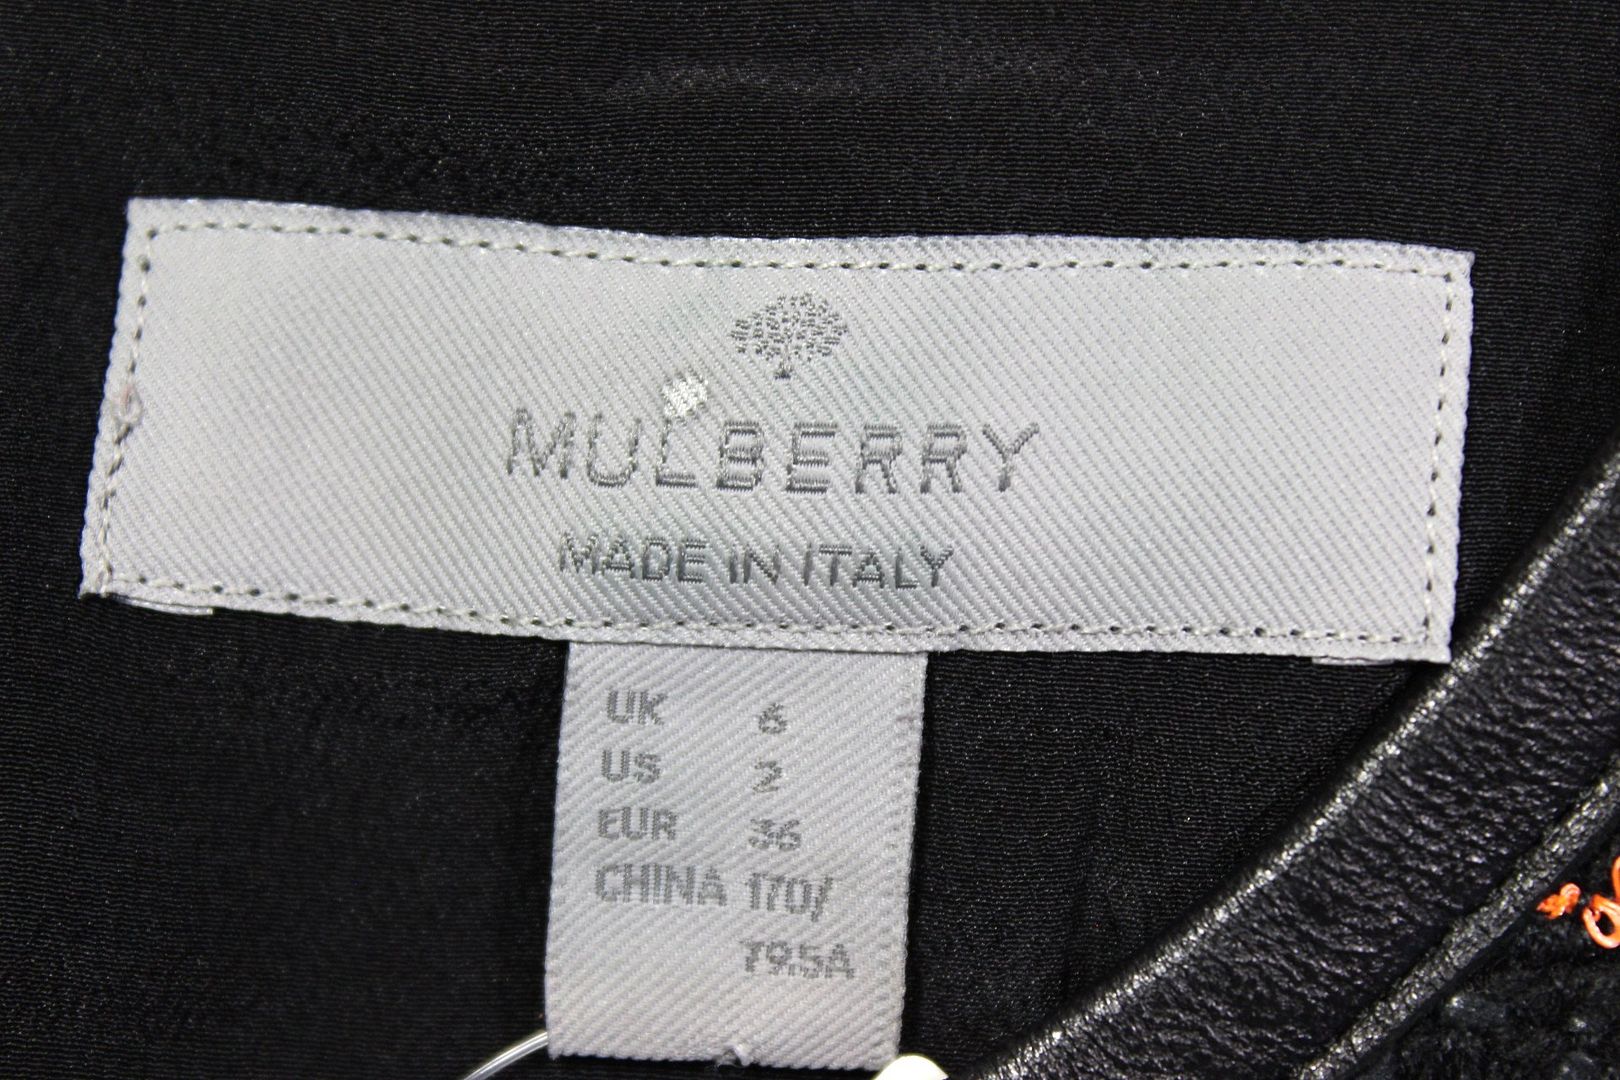 MULBERRY
MADE IN ITALY
UK 6
US 2
EUR 36
CHINA 170/
79.5A